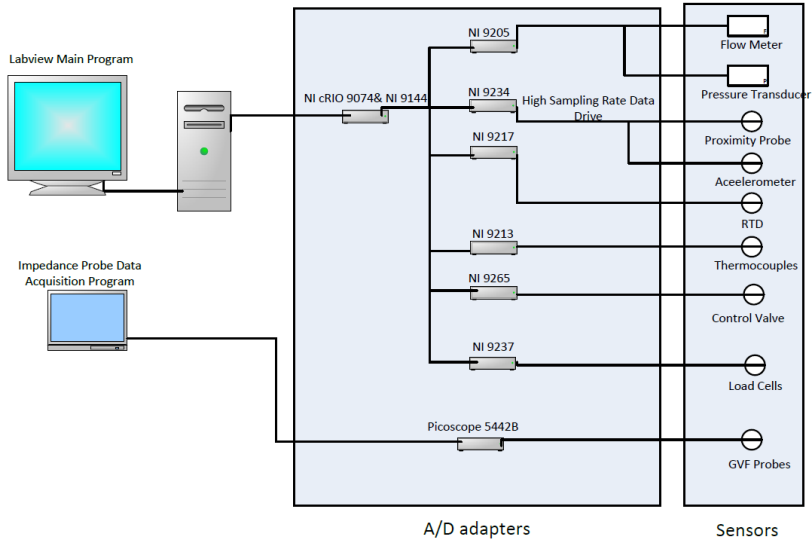 Labview Main Program
NI cRIO 9074& NI 9144
NI 9205
NI 9234
High Sampling Rate Data
Drive
NI 9217
NI 9213
NI 9265
NI 9237
Impedance Probe Data
Acquisition Program
Picoscope 5442B
A/D adapters
F
Flow Meter
P
Pressure Transducer
Proximity Probe
Aceelerometer
RTD
Thermocouples
Control Valve
Load Cells
GVF Probes
Sensors